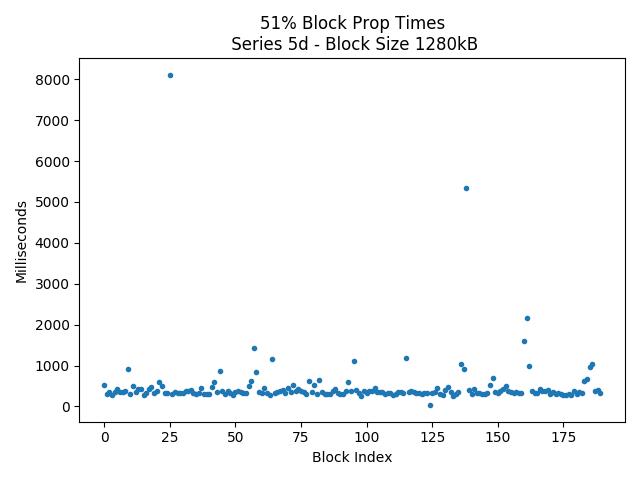 51% Block Prop Times
Series 5d - Block Size 1280kB
Milliseconds
8000
7000
6000
5000
4000
3000
2000
1000
0
0 25 50 75 100 125 150 175
Block Index